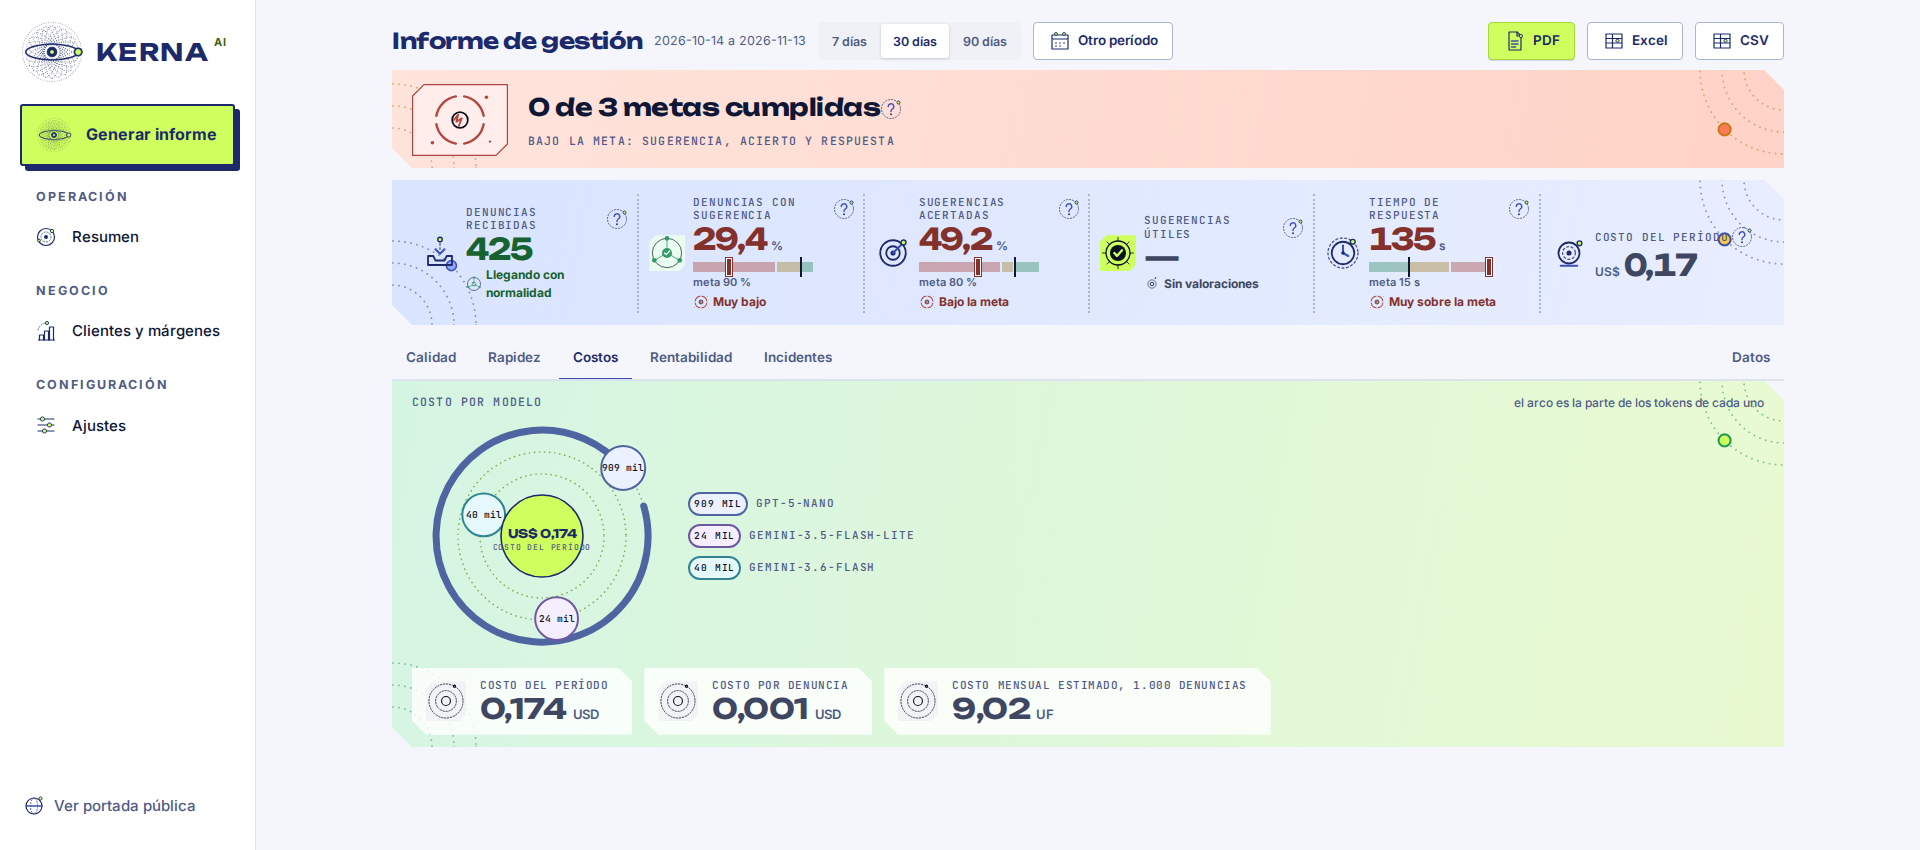 KERNA AI
Generar informe
OPERACIÓN
Resumen
NEGOCIO
Clientes y márgenes
CONFIGURACIÓN
Ajustes
Ver portada pública
Informe de gestión 2026-10-14 a 2026-11-13 7 días 30 días 90 días Otro período PDF Excel CSV
0 de 3 metas cumplidas ?
BAJO LA META: SUGERENCIA, ACIERTO Y RESPUESTA
DENUNCIAS RECIBIDAS ?
425
Llegando con normalidad
DENUNCIAS CON SUGERENCIA ?
29,4 %
meta 90 %
Muy bajo
SUGERENCIAS ACERTADAS ?
49,2 %
meta 80 %
Bajo la meta
SUGERENCIAS ÚTILES ?
—
Sin valoraciones
TIEMPO DE RESPUESTA ?
135 s
meta 15 s
Muy sobre la meta
COSTO DEL PERÍODO ?
US$ 0,17
Calidad Rapidez Costos Rentabilidad Incidentes Datos
COSTO POR MODELO
el arco es la parte de los tokens de cada uno
909 mil
40 mil
US$ 0,174
COSTO DEL PERÍODO
24 mil
909 MIL GPT-5-NANO
24 MIL GEMINI-3.5-FLASH-LITE
40 MIL GEMINI-3.6-FLASH
COSTO DEL PERÍODO
0,174 USD
COSTO POR DENUNCIA
0,001 USD
COSTO MENSUAL ESTIMADO, 1.000 DENUNCIAS
9,02 UF